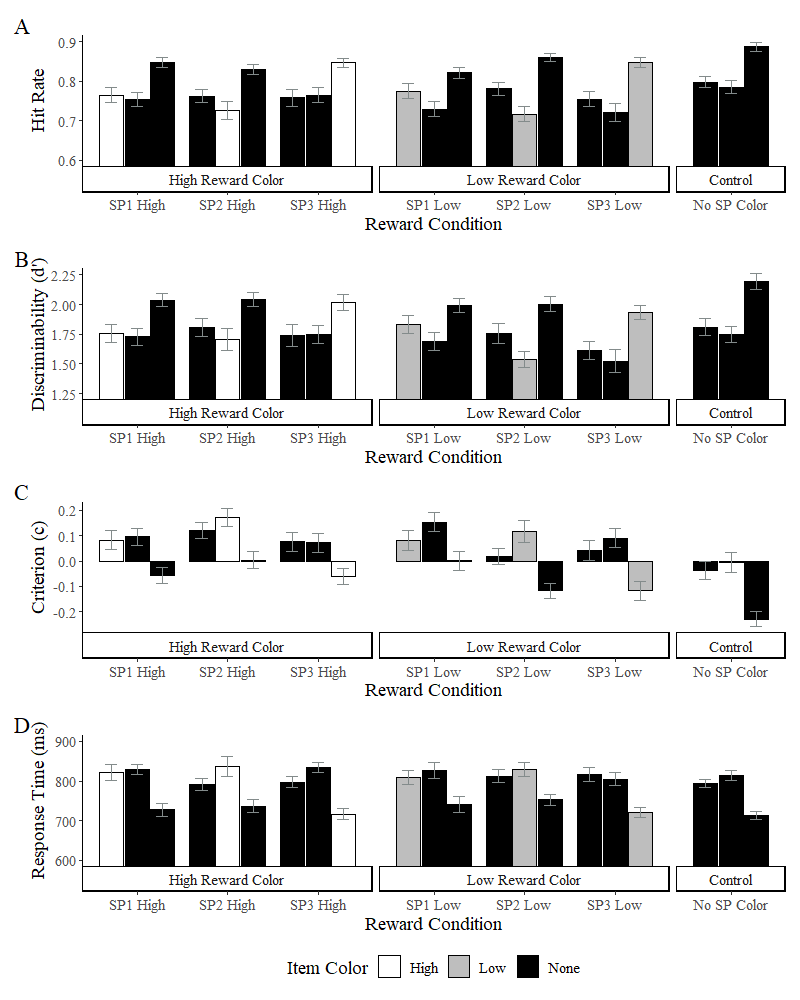 A
Hit Rate
0.9
0.8
0.7
0.6
High Reward Color Low Reward Color Control
SP1 High SP2 High SP3 High SP1 Low SP2 Low SP3 Low No SP Color
Reward Condition
B
Discriminability (d')
2.25
2.00
1.75
1.50
1.25
High Reward Color Low Reward Color Control
SP1 High SP2 High SP3 High SP1 Low SP2 Low SP3 Low No SP Color
Reward Condition
C
Criterion (c)
0.2
0.1
0.0
-0.1
-0.2
High Reward Color Low Reward Color Control
SP1 High SP2 High SP3 High SP1 Low SP2 Low SP3 Low No SP Color
Reward Condition
D
Response Time (ms)
900
800
700
600
High Reward Color Low Reward Color Control
SP1 High SP2 High SP3 High SP1 Low SP2 Low SP3 Low No SP Color
Reward Condition
Item Color High Low None